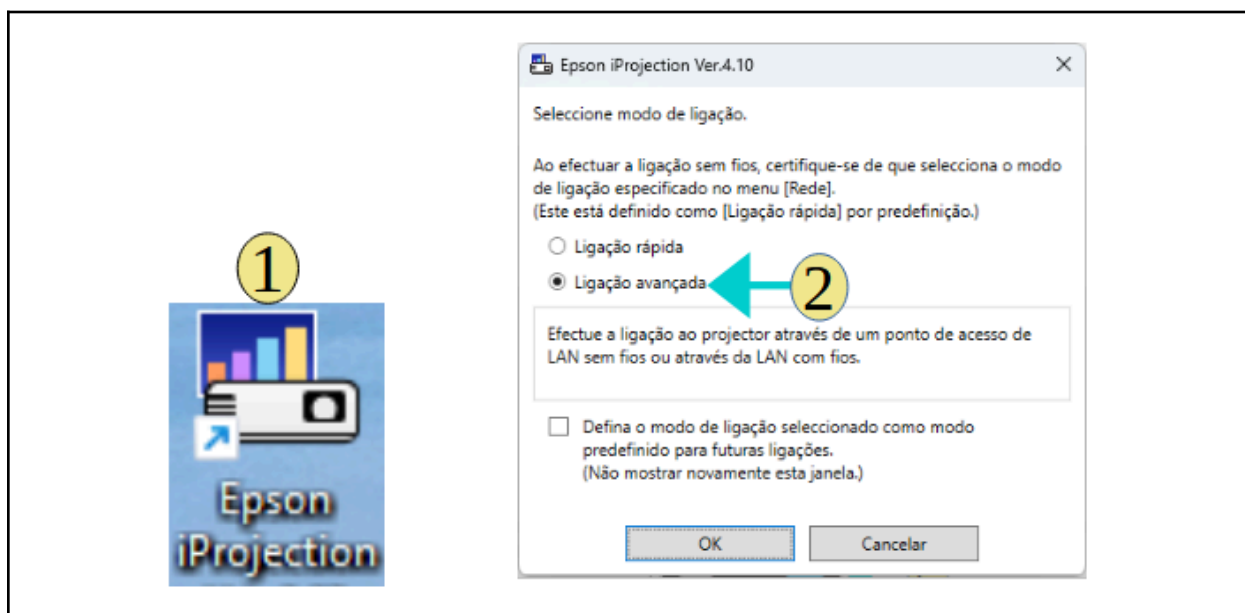 1
Epson
iProjection
Epson iProjection Ver.4.10
Seleccione modo de ligação.
Ao efectuar a ligação sem fios, certifique-se de que selecciona o modo
de ligação especificado no menu [Rede].
(Este está definido como [Ligação rápida] por predefinição.)
Ligação rápida
Ligação avançada
2
Efectue a ligação ao projector através de um ponto de acesso de
LAN sem fios ou através da LAN com fios.
Defina o modo de ligação seleccionado como modo
predefinido para futuras ligações.
(Não mostrar novamente esta janela.)
OK
Cancelar